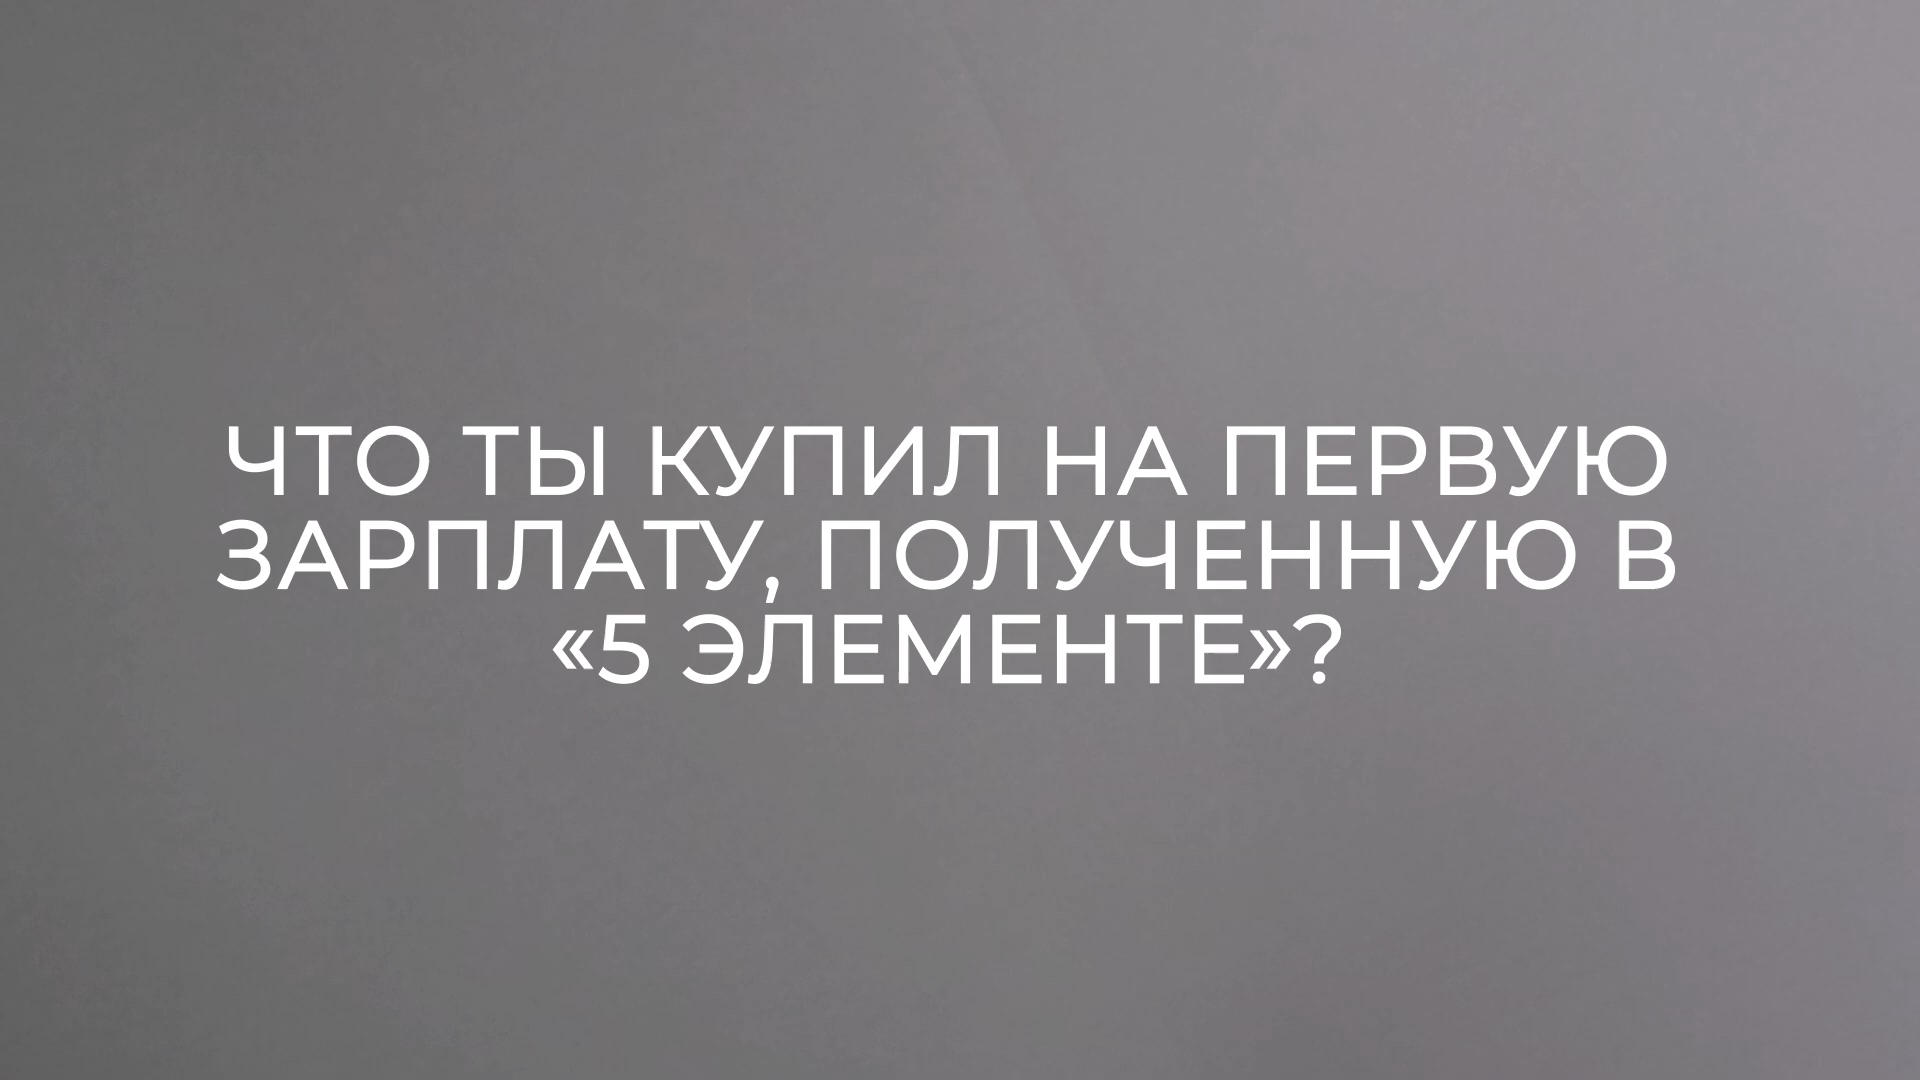 ЧТО ТЫ КУПИЛ НА ПЕРВУЮ
ЗАРПЛАТУ, ПОЛУЧЕННУЮ В
«5 ЭЛЕМЕНТЕ»?